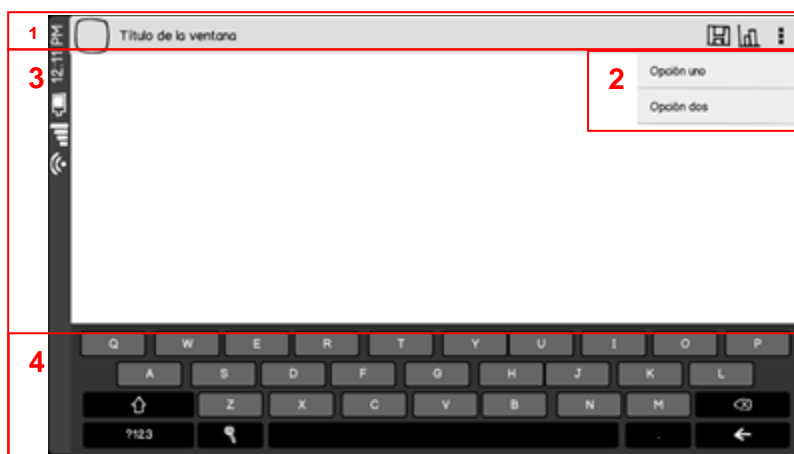 1
Título de la ventana
3
12:11 PM
2
Opción uno
Opción dos
4
Q W E R T Y U I O P
A S D F G H J K L
Z X C V B N M
?123 .